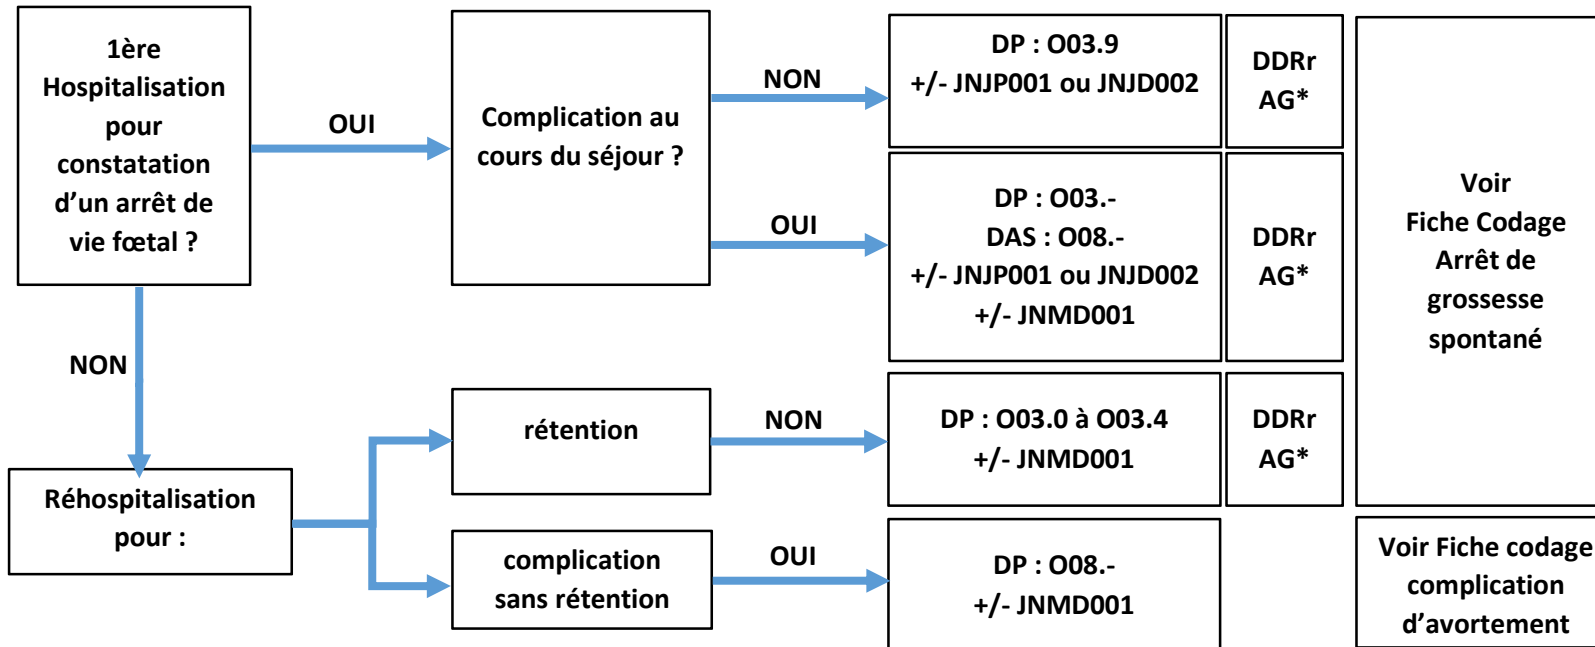 1ère
Hospitalisation
pour
constatation
d'un arrêt de
vie fœtal ?
OUI
Complication au
cours du séjour ?
NON
DP : O03.9
+/- JNJP001 ou JNJD002
DDRr
AG*
OUI
DP : O03.-
DAS : O08.-
+/- JNJP001 ou JNJD002
+/- JNMD001
DDRr
AG*
Voir
Fiche Codage
Arrêt de
grossesse
spontané
NON
Réhospitalisation
pour :
rétention
NON
DP : O03.0 à O03.4
+/- JNMD001
DDRr
AG*
complication
sans rétention
OUI
DP : O08.-
+/- JNMD001
Voir Fiche codage
complication
d'avortement